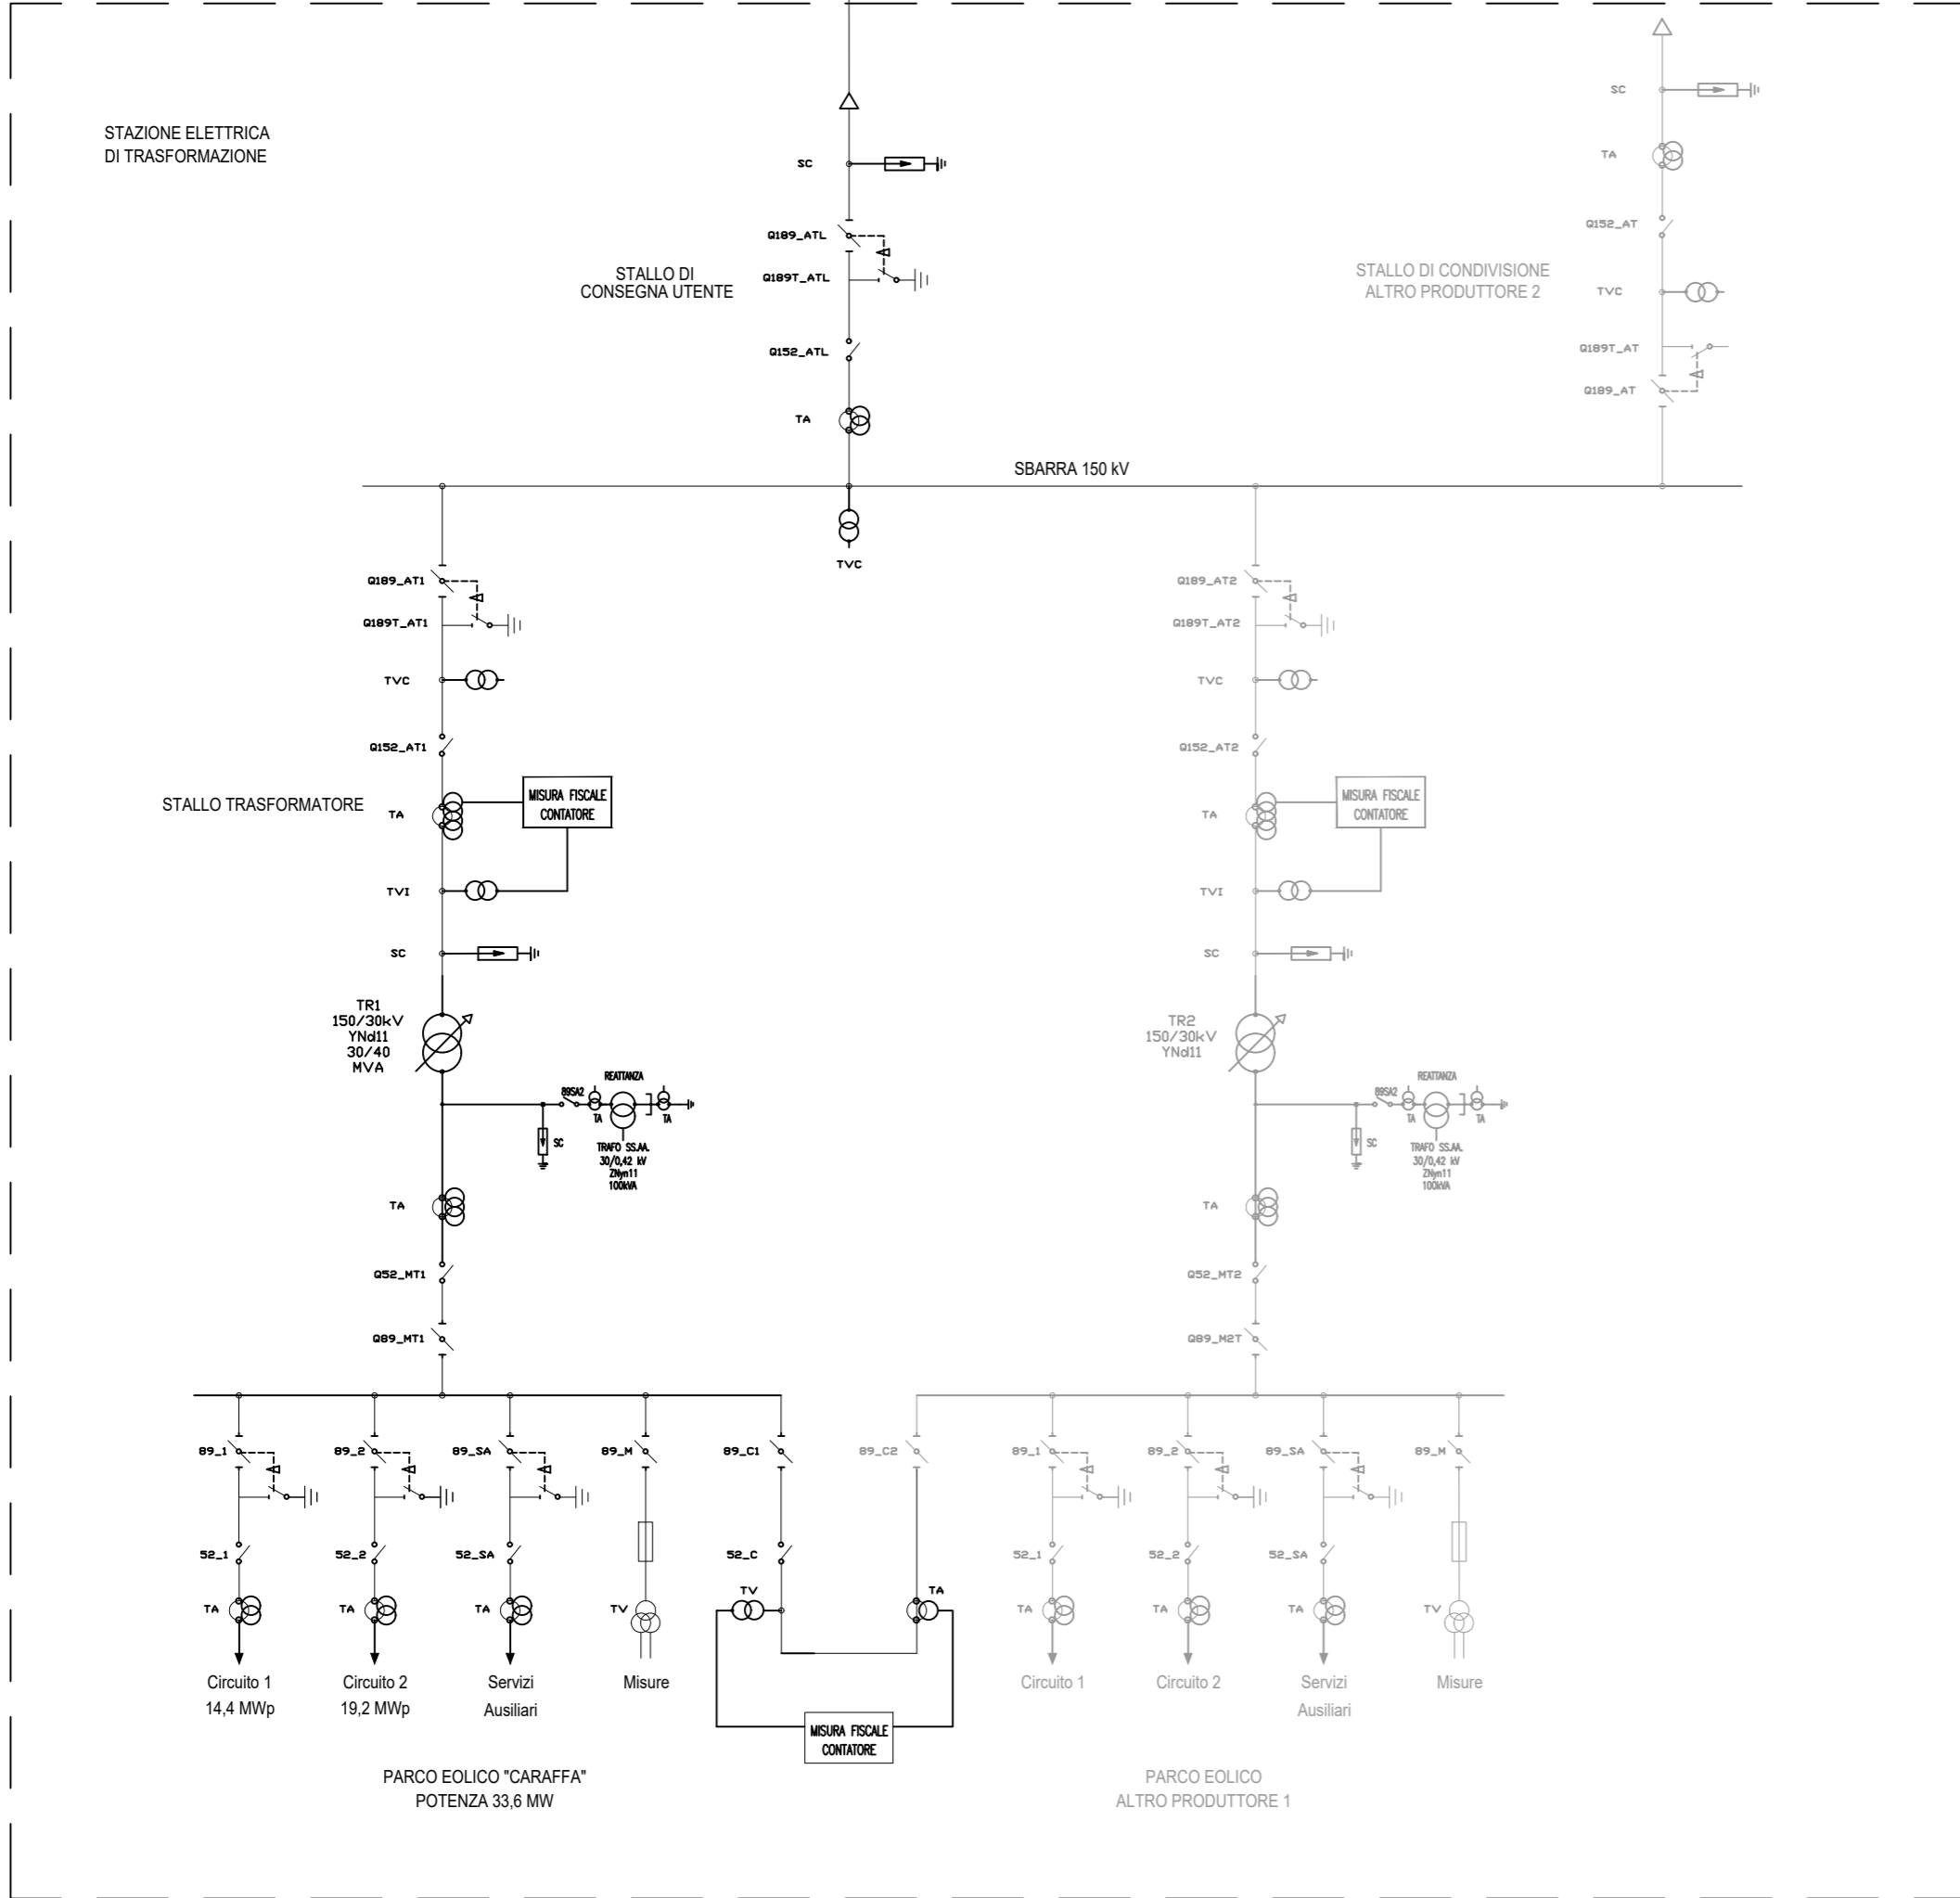 STAZIONE ELETTRICA
DI TRASFORMAZIONE
SC
Q189_ATL
Q189T_ATL
STALLO DI
CONSEGNA UTENTE
Q152_ATL
TA
SC
TA
Q152_AT
STALLO DI CONDIVISIONE
ALTRO PRODUTTORE 2
TVC
Q189T_AT
Q189_AT
SBARRA 150 kV
TVC
Q189_AT1
Q189T_AT1
TVC
Q152_AT1
STALLO TRASFORMATORE
TA
MISURA FISCALE
CONTATORE
TVI
SC
TR1
150/30kV
YNd11
30/40
MVA
REATTANZA
89SA2
TA
TA
SC
TRAFO SS.AA.
30/0,42 kV
ZNyn11
100kVA
TA
Q52_MT1
Q89_MT1
Q189_AT2
Q189T_AT2
TVC
Q152_AT2
TA
MISURA FISCALE
CONTATORE
TVI
SC
TR2
150/30kV
YNd11
REATTANZA
89SA2
TA
TA
SC
TRAFO SS.AA.
30/0,42 kV
ZNyn11
100kVA
TA
Q52_MT2
Q89_M2T
89_1
89_2
89_SA
89_M
89_C1
89_C2
89_1
89_2
89_SA
89_M
52_1
52_2
52_SA
52_C
52_1
52_2
52_SA
TV
TA
TA
TA
TA
TV
TA
TA
TA
TV
Circuito 1
14,4 MWp
Circuito 2
19,2 MWp
Servizi
Ausiliari
Misure
MISURA FISCALE
CONTATORE
Circuito 1
Circuito 2
Servizi
Ausiliari
Misure
PARCO EOLICO "CARAFFA"
POTENZA 33,6 MW
PARCO EOLICO
ALTRO PRODUTTORE 1